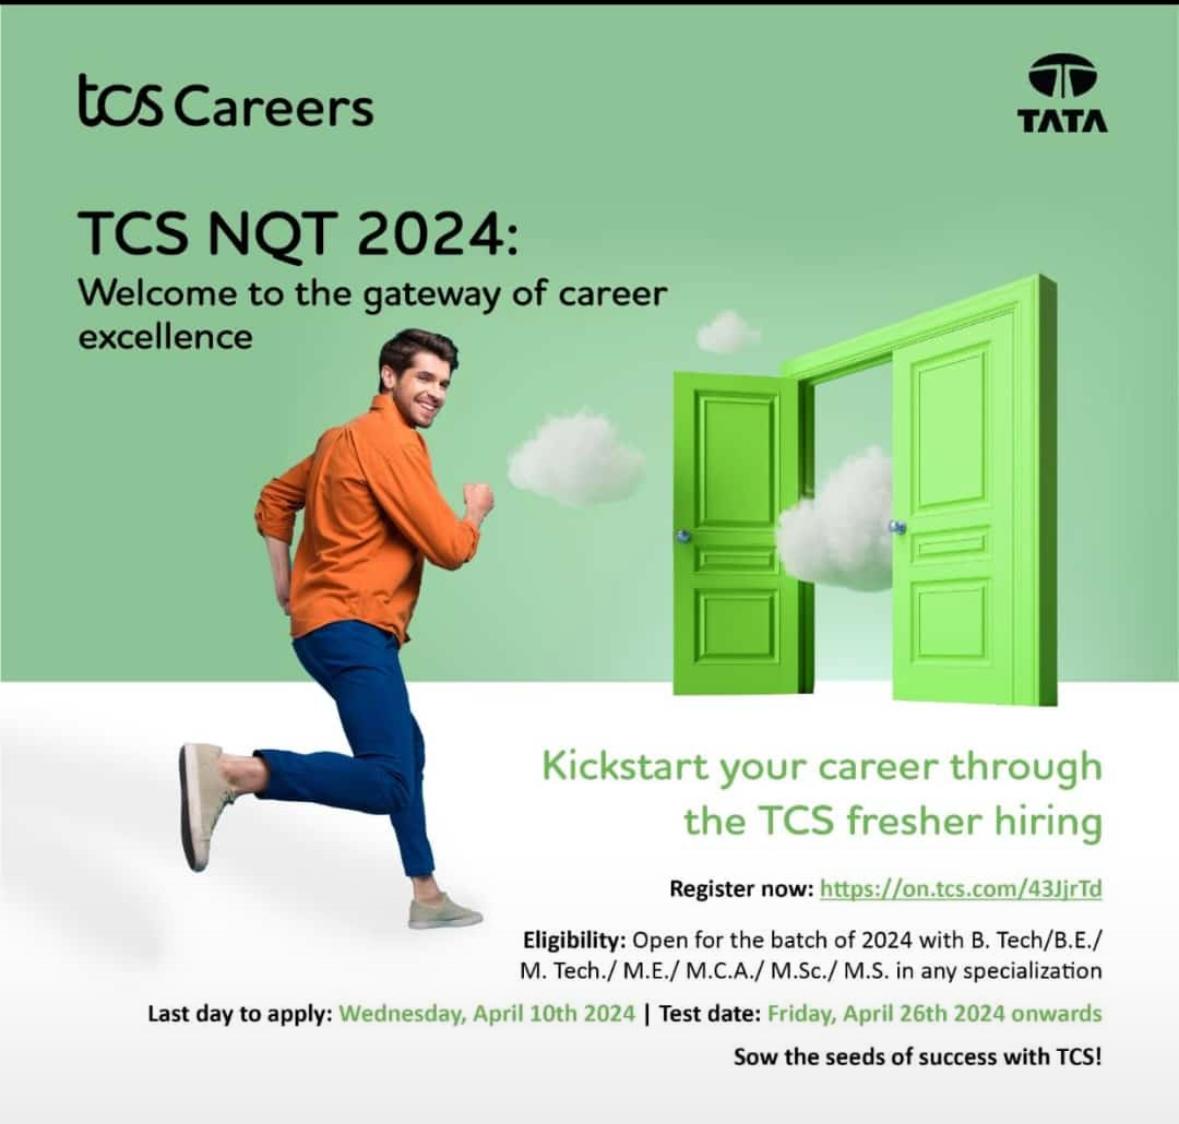 tcs Careers
TATA
TCS NQT 2024:
Welcome to the gateway of career
excellence
Kickstart your career through
the TCS fresher hiring
Register now: https://on.tcs.com/43JjrTd
Eligibility: Open for the batch of 2024 with B. Tech/B.E./
M. Tech./ M.E./ M.C.A./ M.Sc./ M.S. in any specialization
Last day to apply: Wednesday, April 10th 2024 | Test date: Friday, April 26th 2024 onwards
Sow the seeds of success with TCS!